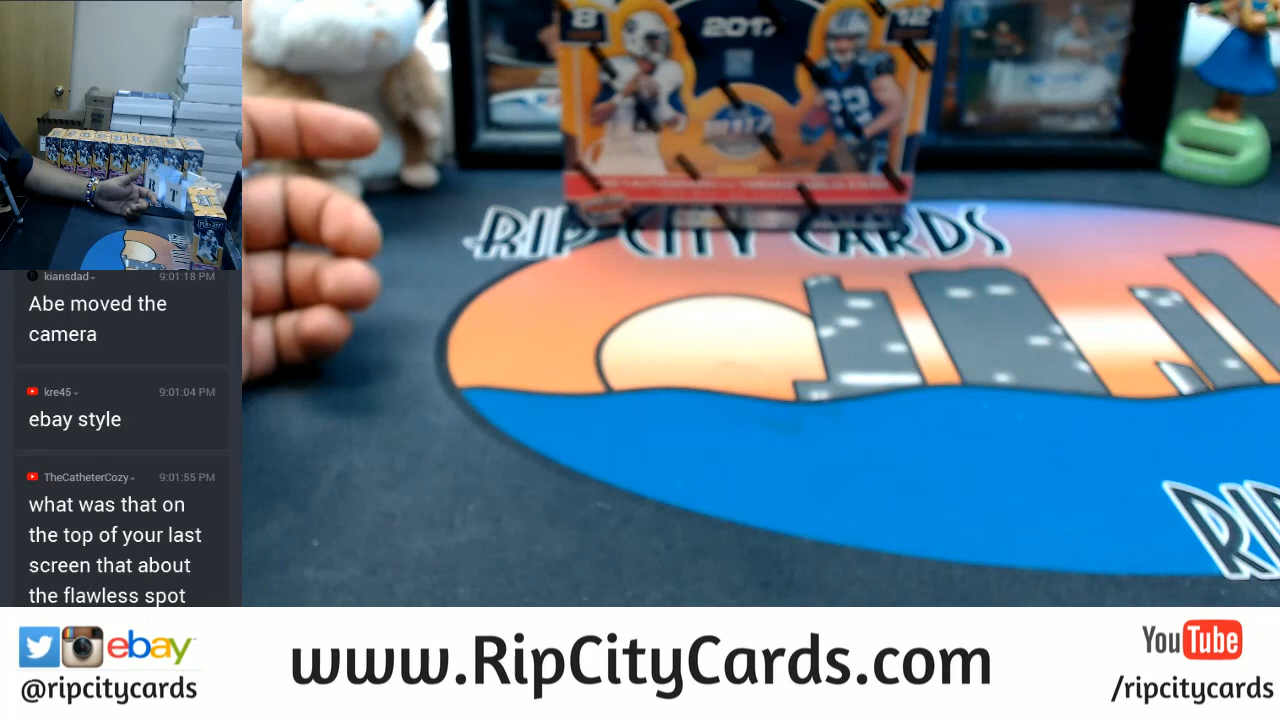 8
2017
12
RIP CITY CARDS
kiansdad
9:01:18 PM
Abe moved the
camera
kre45
9:01:04 PM
ebay style
TheCatheterCozy
9:01:55 PM
what was that on
the top of your last
screen that about
the flawless spot
ebay
@ripcitycards
www.RipCityCards.com
YouTube
/ripcitycards